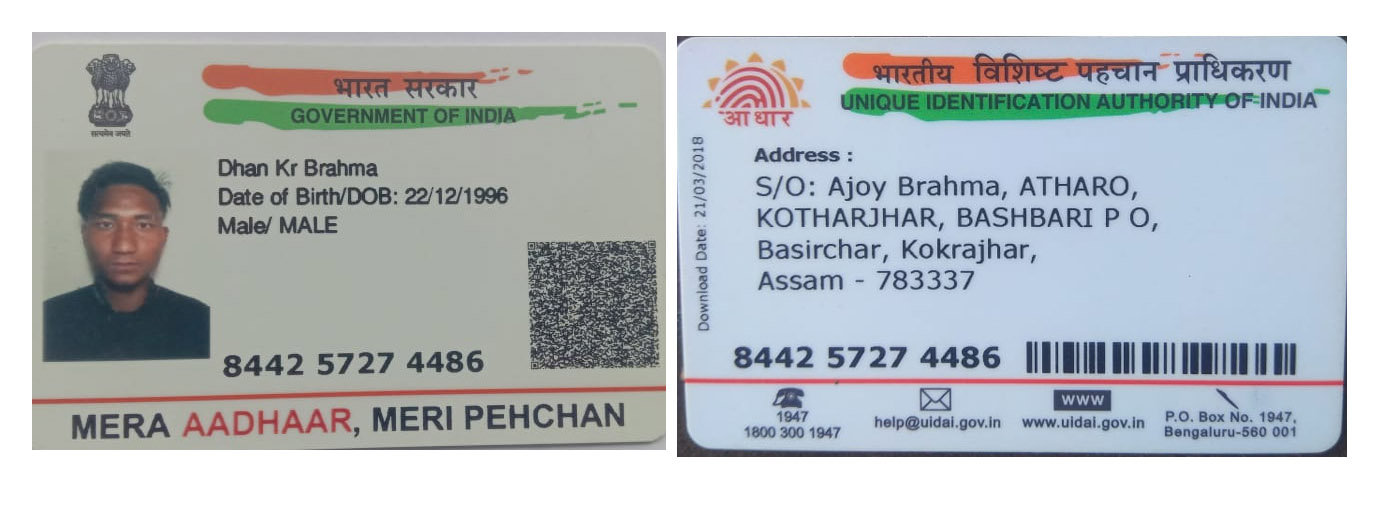 सत्यमेव जयते
भारत सरकार
GOVERNMENT OF INDIA
Dhan Kr Brahma
Date of Birth/DOB: 22/12/1996
Male/ MALE
8442 5727 4486
MERA AADHAAR, MERI PEHCHAN
आधार
भारतीय विशिष्ट पहचान प्राधिकरण
UNIQUE IDENTIFICATION AUTHORITY OF INDIA
Download Date: 21/03/2018
Address :
S/O: Ajoy Brahma, ATHARO,
KOTHARJHAR, BASHBARI P O,
Basirchar, Kokrajhar,
Assam - 783337
8442 5727 4486
1947
1800 300 1947
help@uidai.gov.in
WWW
www.uidai.gov.in
P.O. Box No. 1947,
Bengaluru-560 001